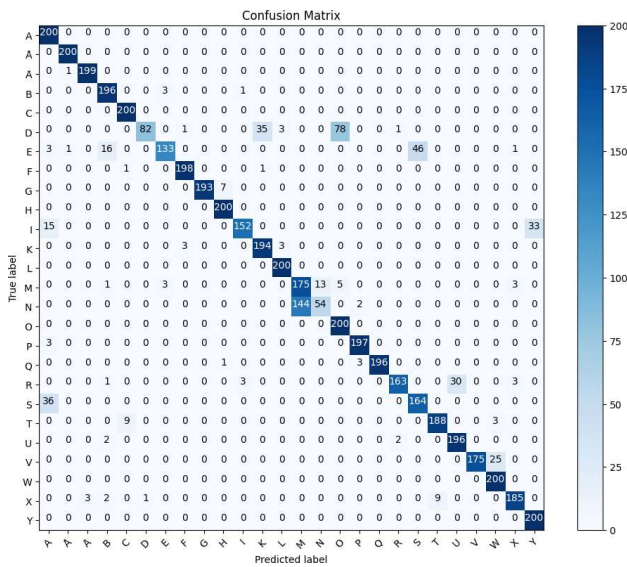 Confusion Matrix
A 200 0 0 0 0 0 0 0 0 0 0 0 0 0 0 0 0 0 0 0 0 0 0 0 0 0
A 0 200 0 0 0 0 0 0 0 0 0 0 0 0 0 0 0 0 0 0 0 0 0 0 0 0
A 0 1 199 0 0 0 0 0 0 0 0 0 0 0 0 0 0 0 0 0 0 0 0 0 0 0
B 0 0 0 196 0 0 3 0 0 0 1 0 0 0 0 0 0 0 0 0 0 0 0 0 0 0
C 0 0 0 0 200 0 0 0 0 0 0 0 0 0 0 0 0 0 0 0 0 0 0 0 0 0
D 0 0 0 0 0 82 0 1 0 0 0 35 3 0 0 78 0 0 1 0 0 0 0 0 0 0
E 3 1 0 16 0 0 133 0 0 0 0 0 0 0 0 0 0 0 0 46 0 0 0 0 1 0
F 0 0 0 0 1 0 0 198 0 0 0 1 0 0 0 0 0 0 0 0 0 0 0 0 0 0
G 0 0 0 0 0 0 0 0 193 7 0 0 0 0 0 0 0 0 0 0 0 0 0 0 0 0
H 0 0 0 0 0 0 0 0 0 200 0 0 0 0 0 0 0 0 0 0 0 0 0 0 0 0
I 15 0 0 0 0 0 0 0 0 0 152 0 0 0 0 0 0 0 0 0 0 0 0 0 0 33
K 0 0 0 0 0 0 0 3 0 0 0 194 3 0 0 0 0 0 0 0 0 0 0 0 0 0
L 0 0 0 0 0 0 0 0 0 0 0 0 200 0 0 0 0 0 0 0 0 0 0 0 0 0
M 0 0 0 1 0 0 3 0 0 0 0 0 0 175 13 5 0 0 0 0 0 0 0 0 3 0
N 0 0 0 0 0 0 0 0 0 0 0 0 0 144 54 0 2 0 0 0 0 0 0 0 0 0
O 0 0 0 0 0 0 0 0 0 0 0 0 0 0 0 200 0 0 0 0 0 0 0 0 0 0
P 3 0 0 0 0 0 0 0 0 0 0 0 0 0 0 0 197 0 0 0 0 0 0 0 0 0
Q 0 0 0 0 0 0 0 0 0 1 0 0 0 0 0 0 3 196 0 0 0 0 0 0 0 0
R 0 0 0 1 0 0 0 0 0 0 3 0 0 0 0 0 0 0 163 0 0 30 0 0 3 0
S 36 0 0 0 0 0 0 0 0 0 0 0 0 0 0 0 0 0 0 164 0 0 0 0 0 0
T 0 0 0 0 9 0 0 0 0 0 0 0 0 0 0 0 0 0 0 0 188 0 0 3 0 0
U 0 0 0 2 0 0 0 0 0 0 0 0 0 0 0 0 0 0 2 0 0 196 0 0 0 0
V 0 0 0 0 0 0 0 0 0 0 0 0 0 0 0 0 0 0 0 0 0 0 175 25 0 0
W 0 0 0 0 0 0 0 0 0 0 0 0 0 0 0 0 0 0 0 0 0 0 0 200 0 0
X 0 0 3 2 0 1 0 0 0 0 0 0 0 0 0 0 0 0 0 0 9 0 0 0 185 0
Y 0 0 0 0 0 0 0 0 0 0 0 0 0 0 0 0 0 0 0 0 0 0 0 0 0 200
A A A B C D E F G H I K L M N O P Q R S T U V W X Y
Predicted label
True label
200
175
150
125
100
75
50
25
0